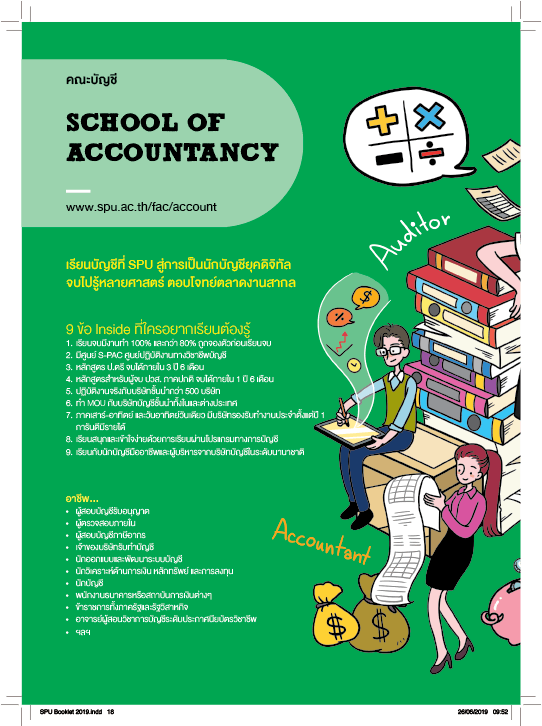 คณะบัญชี
SCHOOL OF
ACCOUNTANCY
www.spu.ac.th/fac/account
Auditor
เรียนบัญชีที่ SPU สู่การเป็นนักบัญชียุคดิจิทัล
จบไปรู้หลายศาสตร์ ตอบโจทย์ตลาดงานสากล
9 ข้อ Inside ที่ใครอยากเรียนต้องรู้
1. เรียนจบมีงานทำ 100% และกว่า 80% ถูกจองตัวก่อนเรียนจบ
2. มีศูนย์ S-PAC ศูนย์ปฏิบัติงานทางวิชาชีพบัญชี
3. หลักสูตร ป.ตรี จบได้ภายใน 3 ปี 6 เดือน
4. หลักสูตรสำหรับผู้จบ ปวส. ภาคปกติ จบได้ภายใน 1 ปี 6 เดือน
5. ปฏิบัติงานจริงกับบริษัทชั้นนำกว่า 500 บริษัท
6. ทำ MOU กับบริษัทบัญชีชั้นนำทั้งในและต่างประเทศ
7. ภาคเสาร์-อาทิตย์ และวันอาทิตย์วันเดียว มีบริษัทรองรับทำงานประจำตั้งแต่ปี 1
การันตีมีรายได้
8. เรียนสนุกและเข้าใจง่ายด้วยการเรียนผ่านโปรแกรมทางการบัญชี
9. เรียนกับนักบัญชีมืออาชีพและผู้บริหารจากบริษัทบัญชีในระดับนานาชาติ
อาชีพ...
• ผู้สอบบัญชีรับอนุญาต
• ผู้ตรวจสอบภายใน
• ผู้สอบบัญชีภาษีอากร
• เจ้าของบริษัทรับทำบัญชี
• นักออกแบบและพัฒนาระบบบัญชี
• นักวิเคราะห์ด้านการเงิน หลักทรัพย์ และการลงทุน
• นักบัญชี
• พนักงานธนาคารหรือสถาบันการเงินต่างๆ
• ข้าราชการทั้งภาครัฐและรัฐวิสาหกิจ
• อาจารย์ผู้สอนวิชาการบัญชีระดับประกาศนียบัตรวิชาชีพ
• ฯลฯ
Accountant
SPU Booklet 2019.indd 18
26/06/2019 09:52